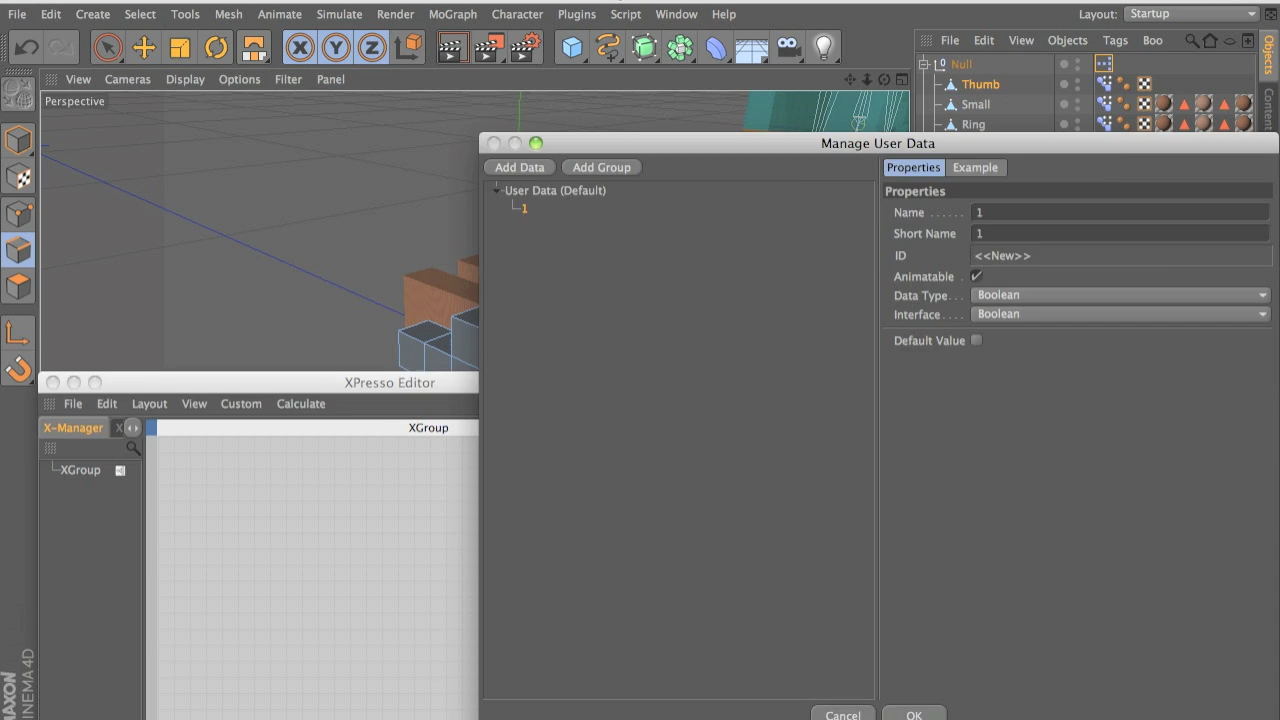 File Edit Create Select Tools Mesh Animate Simulate Render MoGraph Character Plugins Script Window Help Layout: Startup
File Edit View Objects Tags Boo
Objects
Content
View Cameras Display Options Filter Panel
Perspective
Null
Thumb
Small
Ring
Manage User Data
Add Data Add Group
User Data (Default)
1
Properties Example
Properties
Name ...... 1
Short Name 1
ID <<New>>
Animatable .
Data Type... Boolean
Interface.... Boolean
Default Value
Cancel OK
XPresso Editor
File Edit Layout View Custom Calculate
X-Manager X
XGroup
XGroup
MAXON
CINEMA 4D